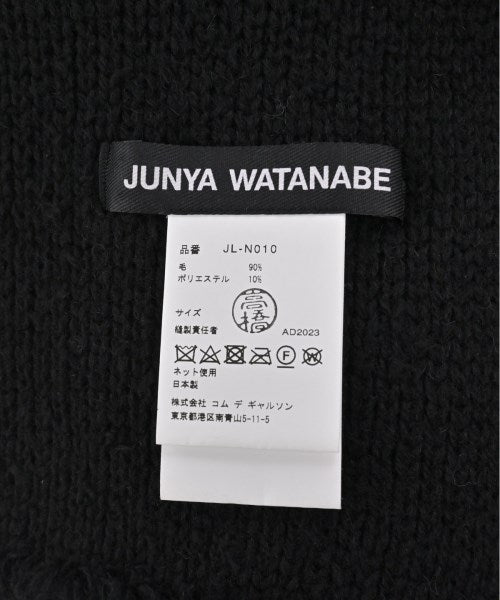 JUNYA WATANABE
品番 JL-N010
毛 90%
ポリエステル 10%
サイズ
高橋
縫製責任者 AD2023
F W
ネット使用
日本製
株式会社 コム デ ギャルソン
東京都港区南青山5-11-5